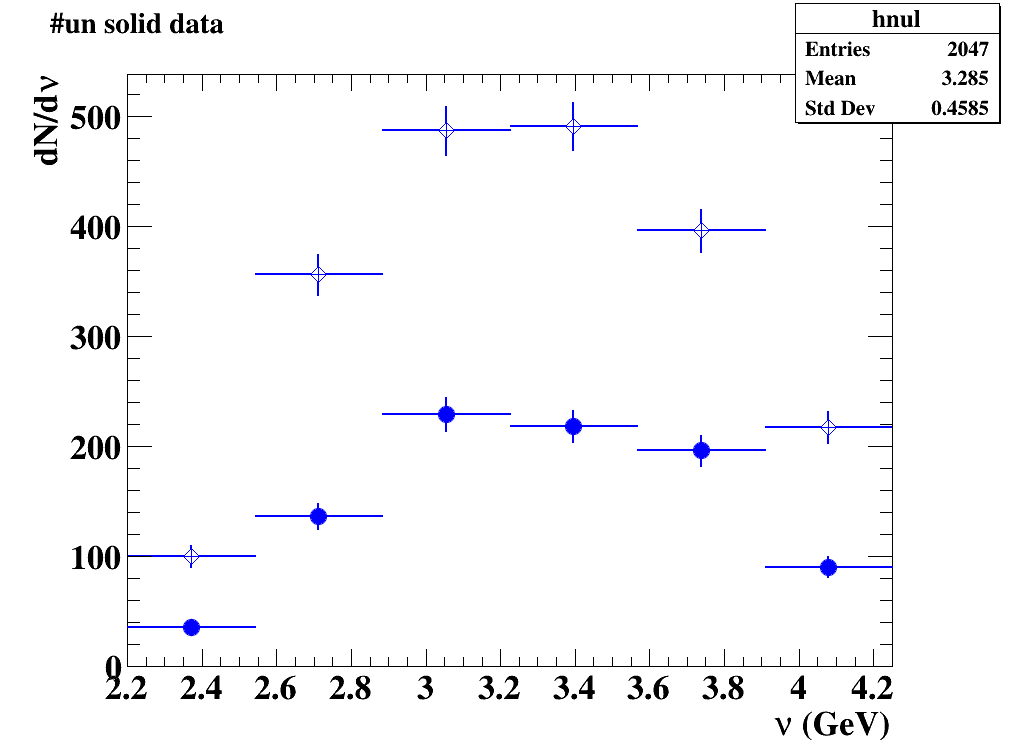 #un solid data
hnul
Entries 2047
Mean 3.285
Std Dev 0.4585
dN/dν
500
400
300
200
100
0
2.2 2.4 2.6 2.8 3 3.2 3.4 3.6 3.8 4 4.2
ν (GeV)